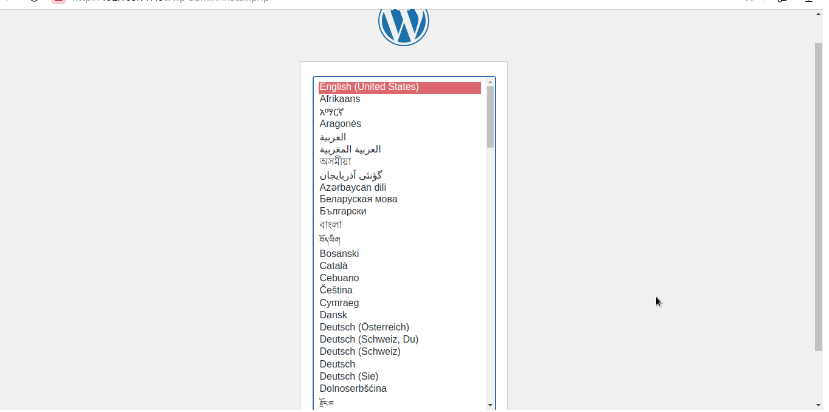 English (United States)
Afrikaans
አማርኛ
Aragonés
العربية
العربية المغربية
অসমীয়া
گؤنئی آذربایجان
Azərbaycan dili
Беларуская мова
Български
বাংলা
བོད་ཡིག
Bosanski
Català
Cebuano
Čeština
Cymraeg
Dansk
Deutsch (Österreich)
Deutsch (Schweiz, Du)
Deutsch (Schweiz)
Deutsch
Deutsch (Sie)
Dolnoserbšćina